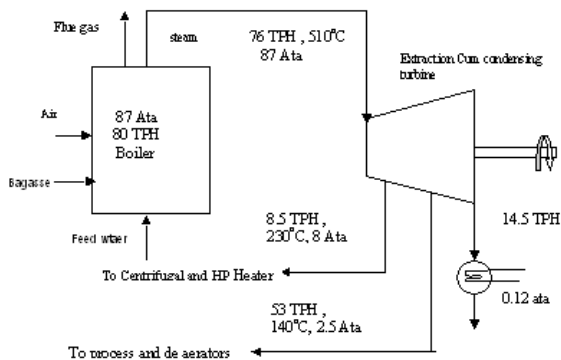 Flue gas
steam
76 TPH , 510°C
87 Ata
Extraction Cum condensing
turbine
Air
87 Ata
80 TPH
Boiler
Bagasse
Feed wtaer
8.5 TPH ,
230°C, 8 Ata
14.5 TPH
To Centrifugal and HP Heater
0.12 ata
53 TPH ,
140°C, 2.5 Ata
To process and de aerators